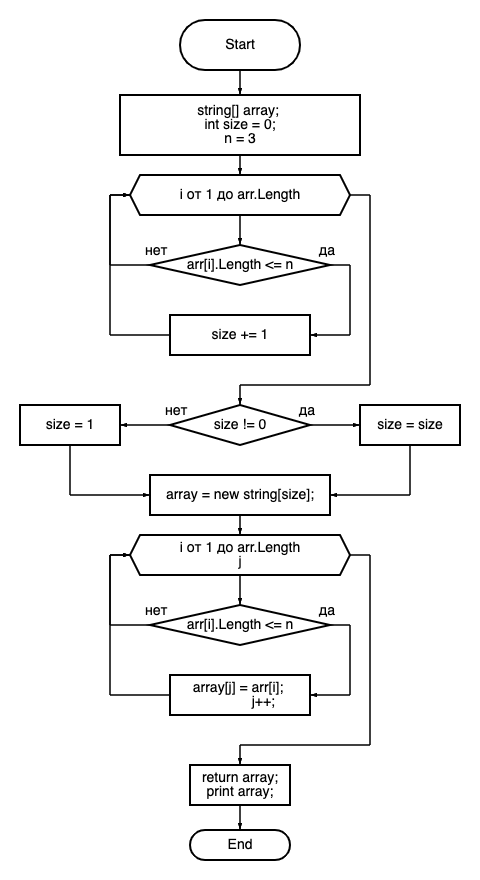 Start
string[] array;
int size = 0;
n = 3
i от 1 до arr.Length
нет
да
arr[i].Length <= n
size += 1
нет
да
size = 1
size != 0
size = size
array = new string[size];
i от 1 до arr.Length
j
нет
да
arr[i].Length <= n
array[j] = arr[i];
j++;
return array;
print array;
End